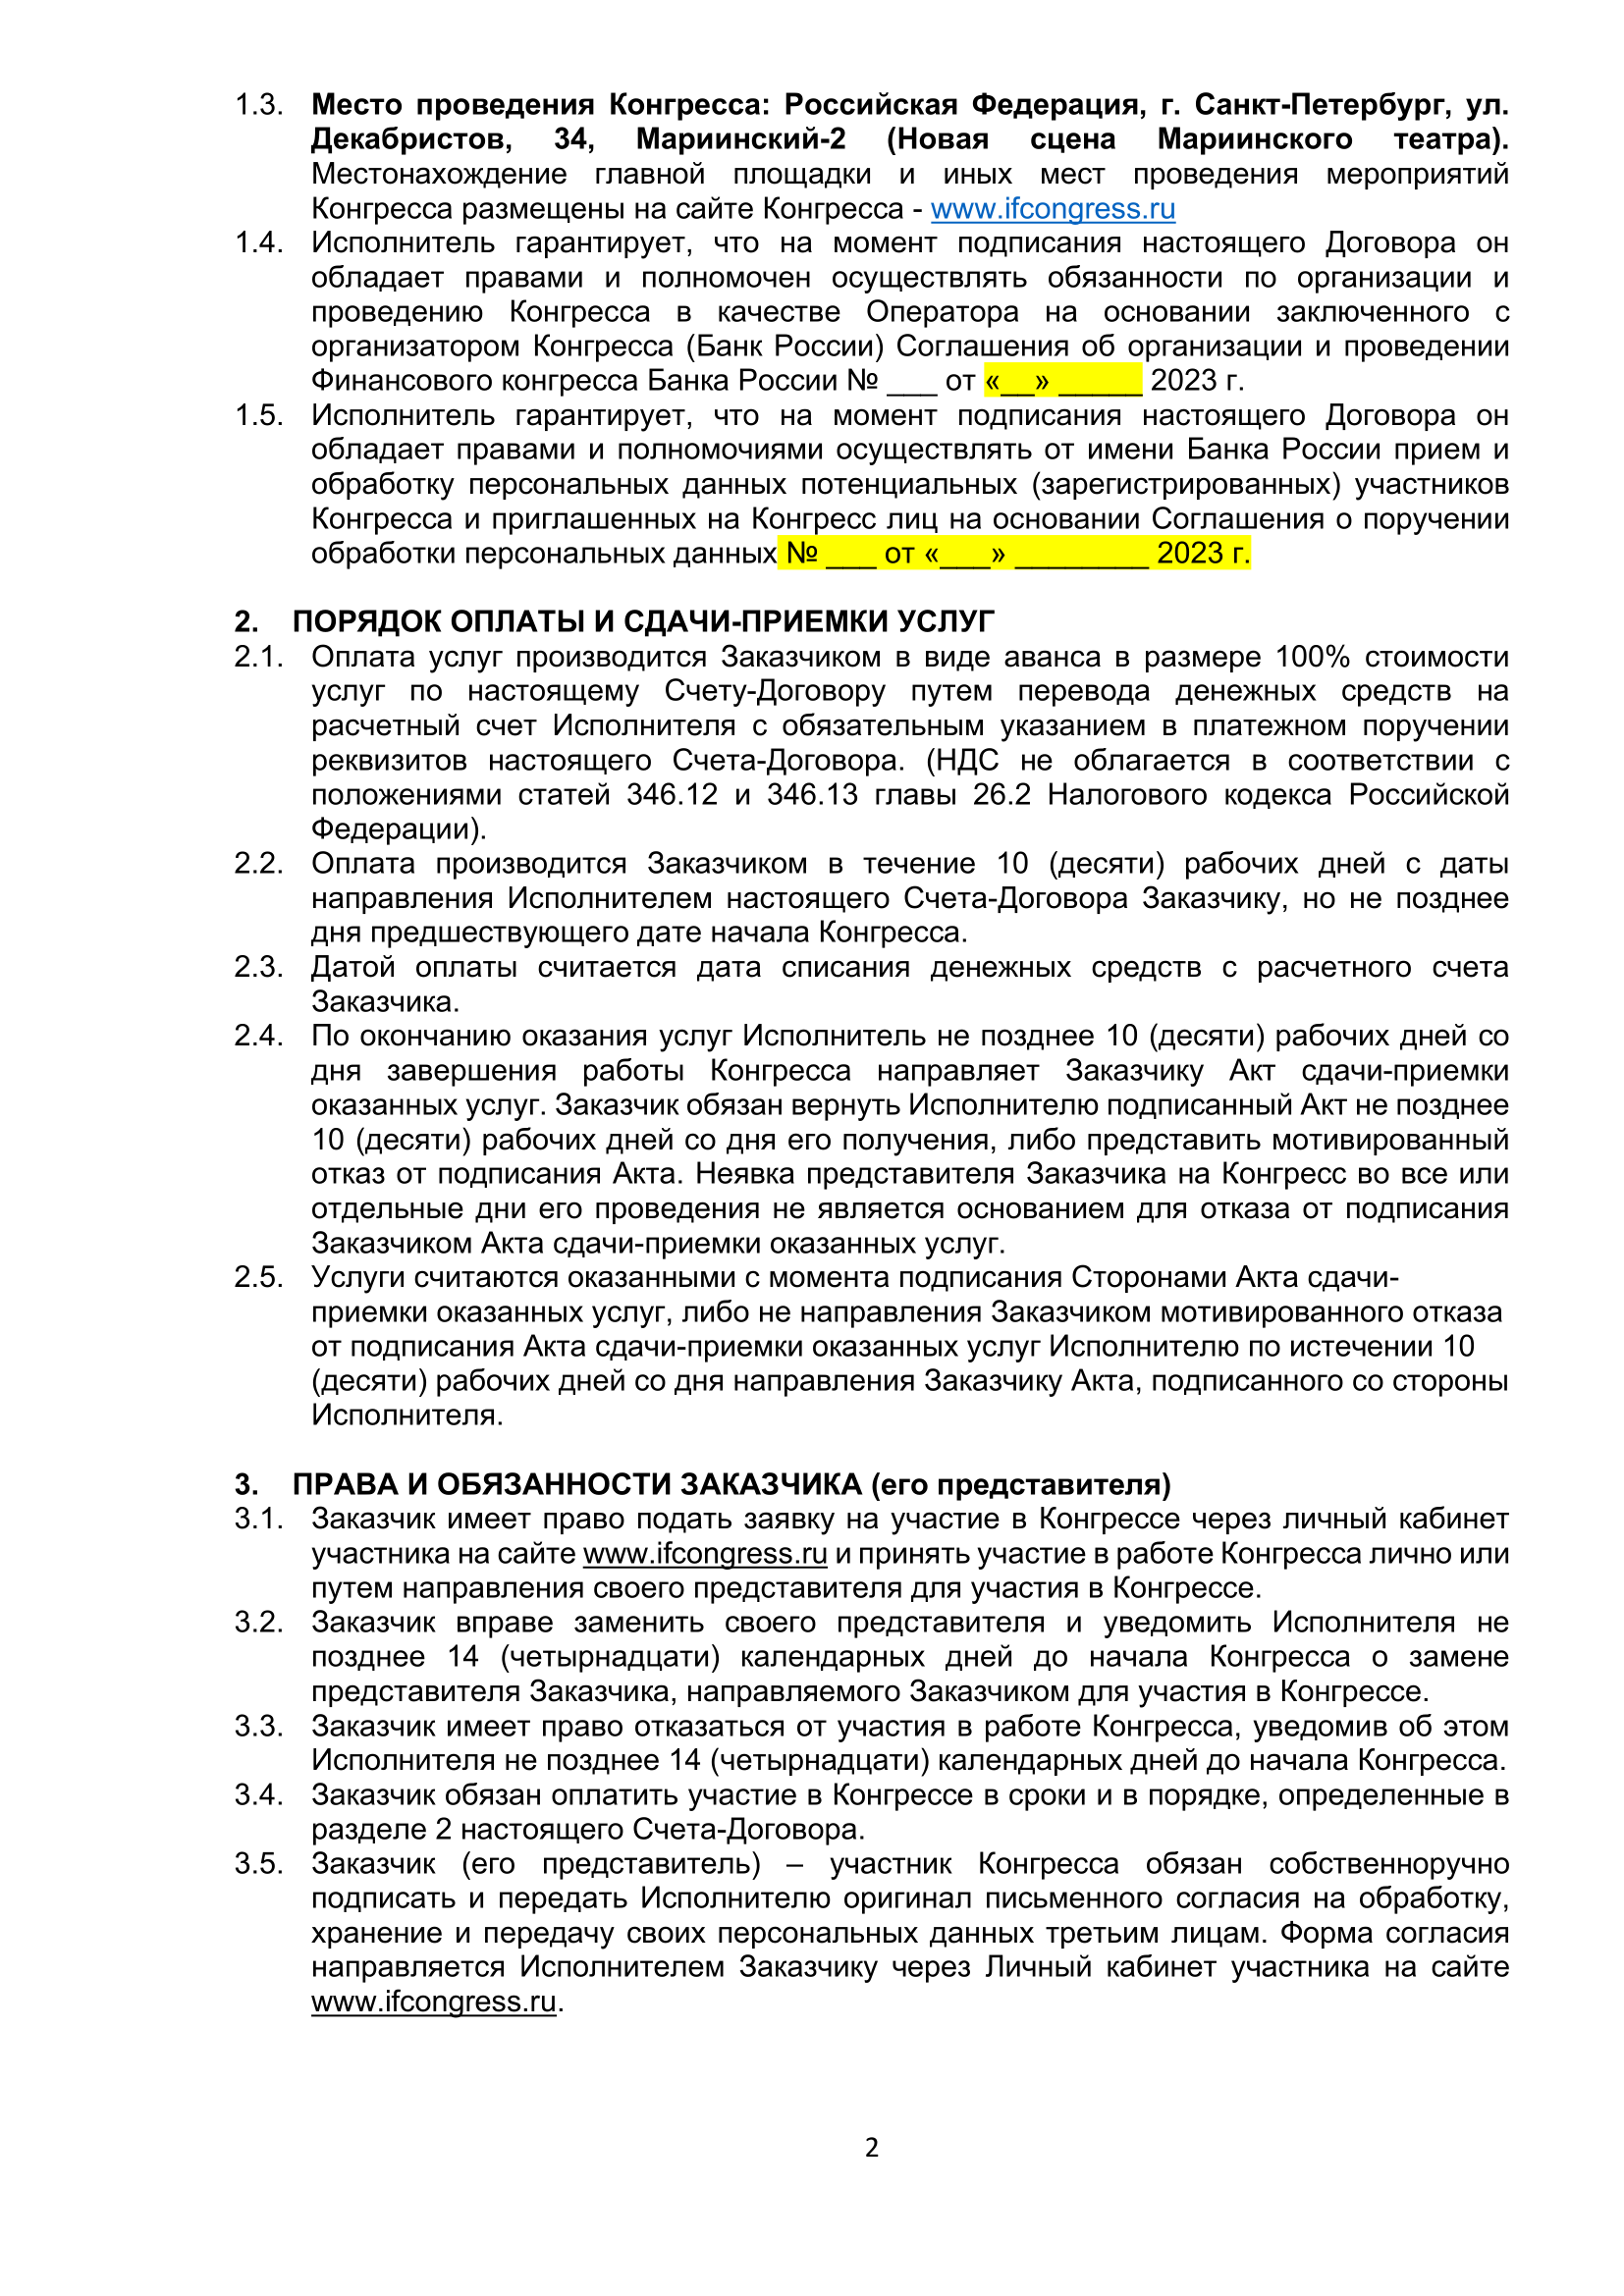 1.3. Место проведения Конгресса: Российская Федерация, г. Санкт-Петербург, ул.
Декабристов, 34, Мариинский-2 (Новая сцена Мариинского театра).
Местонахождение главной площадки и иных мест проведения мероприятий
Конгресса размещены на сайте Конгресса - www.ifcongress.ru
1.4. Исполнитель гарантирует, что на момент подписания настоящего Договора он
обладает правами и полномочен осуществлять обязанности по организации и
проведению Конгресса в качестве Оператора на основании заключенного с
организатором Конгресса (Банк России) Соглашения об организации и проведении
Финансового конгресса Банка России № ___ от «__» _____ 2023 г.
1.5. Исполнитель гарантирует, что на момент подписания настоящего Договора он
обладает правами и полномочиями осуществлять от имени Банка России прием и
обработку персональных данных потенциальных (зарегистрированных) участников
Конгресса и приглашенных на Конгресс лиц на основании Соглашения о поручении
обработки персональных данных № ___ от «___» ________ 2023 г.
2. ПОРЯДОК ОПЛАТЫ И СДАЧИ-ПРИЕМКИ УСЛУГ
2.1. Оплата услуг производится Заказчиком в виде аванса в размере 100% стоимости
услуг по настоящему Счету-Договору путем перевода денежных средств на
расчетный счет Исполнителя с обязательным указанием в платежном поручении
реквизитов настоящего Счета-Договора. (НДС не облагается в соответствии с
положениями статей 346.12 и 346.13 главы 26.2 Налогового кодекса Российской
Федерации).
2.2. Оплата производится Заказчиком в течение 10 (десяти) рабочих дней с даты
направления Исполнителем настоящего Счета-Договора Заказчику, но не позднее
дня предшествующего дате начала Конгресса.
2.3. Датой оплаты считается дата списания денежных средств с расчетного счета
Заказчика.
2.4. По окончанию оказания услуг Исполнитель не позднее 10 (десяти) рабочих дней со
дня завершения работы Конгресса направляет Заказчику Акт сдачи-приемки
оказанных услуг. Заказчик обязан вернуть Исполнителю подписанный Акт не позднее
10 (десяти) рабочих дней со дня его получения, либо представить мотивированный
отказ от подписания Акта. Неявка представителя Заказчика на Конгресс во все или
отдельные дни его проведения не является основанием для отказа от подписания
Заказчиком Акта сдачи-приемки оказанных услуг.
2.5. Услуги считаются оказанными с момента подписания Сторонами Акта сдачи-
приемки оказанных услуг, либо не направления Заказчиком мотивированного отказа
от подписания Акта сдачи-приемки оказанных услуг Исполнителю по истечении 10
(десяти) рабочих дней со дня направления Заказчику Акта, подписанного со стороны
Исполнителя.
3. ПРАВА И ОБЯЗАННОСТИ ЗАКАЗЧИКА (его представителя)
3.1. Заказчик имеет право подать заявку на участие в Конгрессе через личный кабинет
участника на сайте www.ifcongress.ru и принять участие в работе Конгресса лично или
путем направления своего представителя для участия в Конгрессе.
3.2. Заказчик вправе заменить своего представителя и уведомить Исполнителя не
позднее 14 (четырнадцати) календарных дней до начала Конгресса о замене
представителя Заказчика, направляемого Заказчиком для участия в Конгрессе.
3.3. Заказчик имеет право отказаться от участия в работе Конгресса, уведомив об этом
Исполнителя не позднее 14 (четырнадцати) календарных дней до начала Конгресса.
3.4. Заказчик обязан оплатить участие в Конгрессе в сроки и в порядке, определенные в
разделе 2 настоящего Счета-Договора.
3.5. Заказчик (его представитель) – участник Конгресса обязан собственноручно
подписать и передать Исполнителю оригинал письменного согласия на обработку,
хранение и передачу своих персональных данных третьим лицам. Форма согласия
направляется Исполнителем Заказчику через Личный кабинет участника на сайте
www.ifcongress.ru.
2